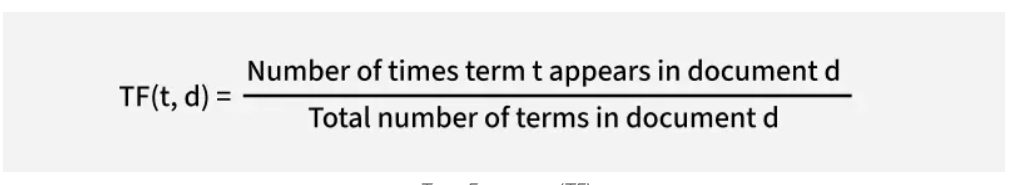 TF(t, d) = Number of times term t appears in document d
Total number of terms in document d